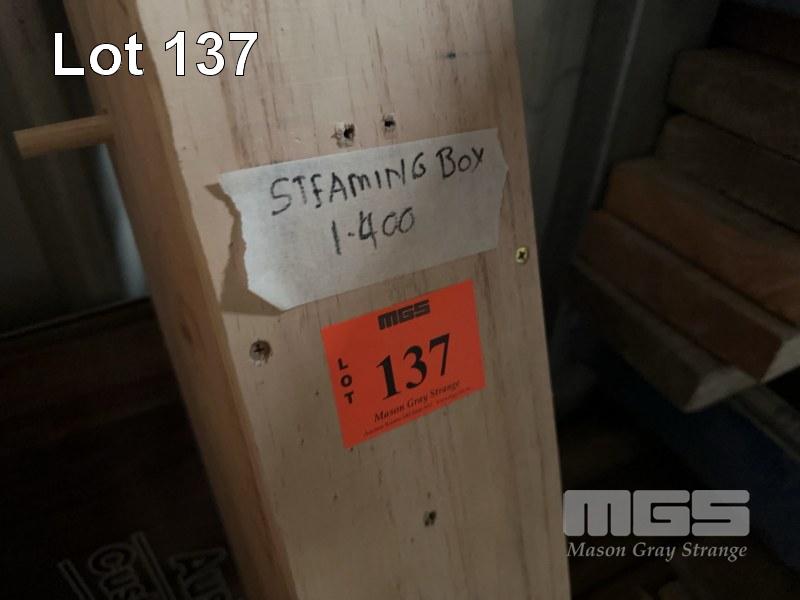 Lot 137
STEAMING BOX
1.400
MGS
LOT
137
Mason Gray Strange
MGS
Mason Gray Strange